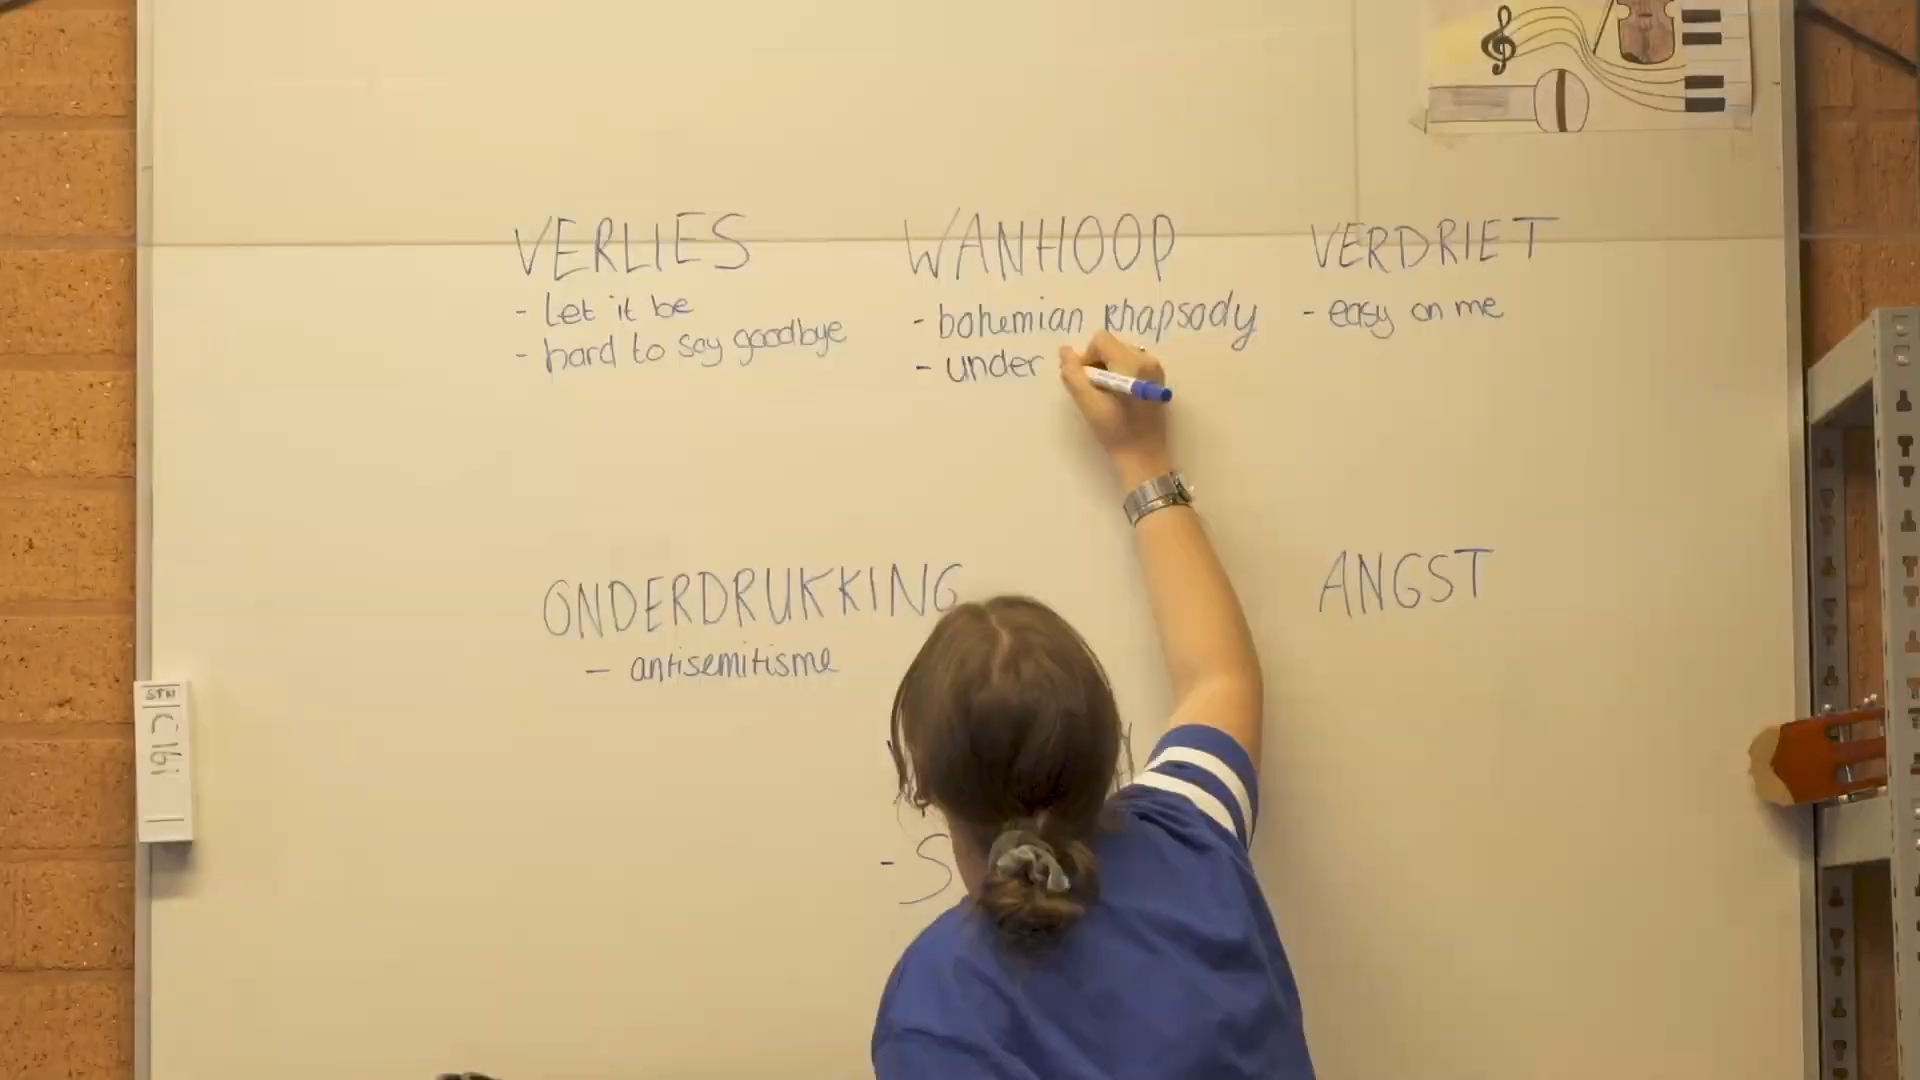 VERLIES
- Let it be
- hard to say goodbye
WANHOOP
- bohemian Rhapsody
- under
VERDRIET
- easy on me
ONDERDRUKKING
- antisemitisme
ANGST
C161